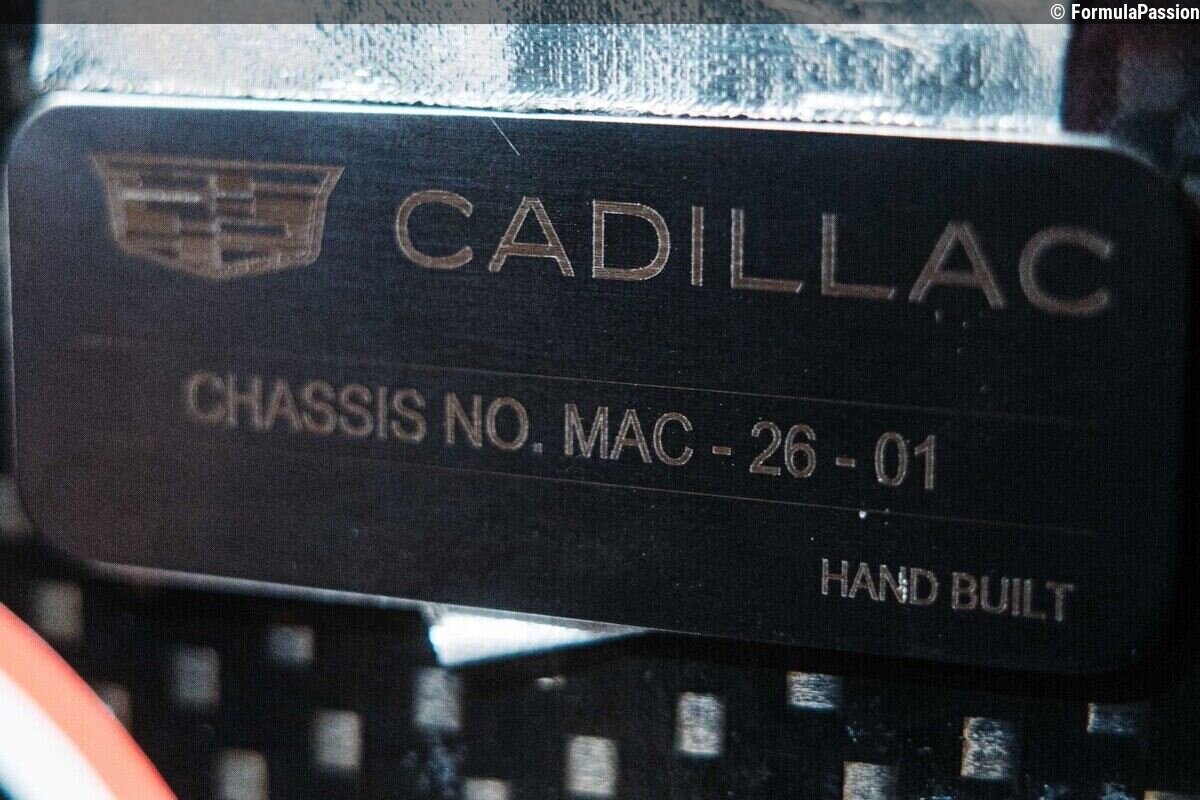 © FormulaPassion
CADILLAC
CHASSIS NO. MAC - 26 - 01
HAND BUILT